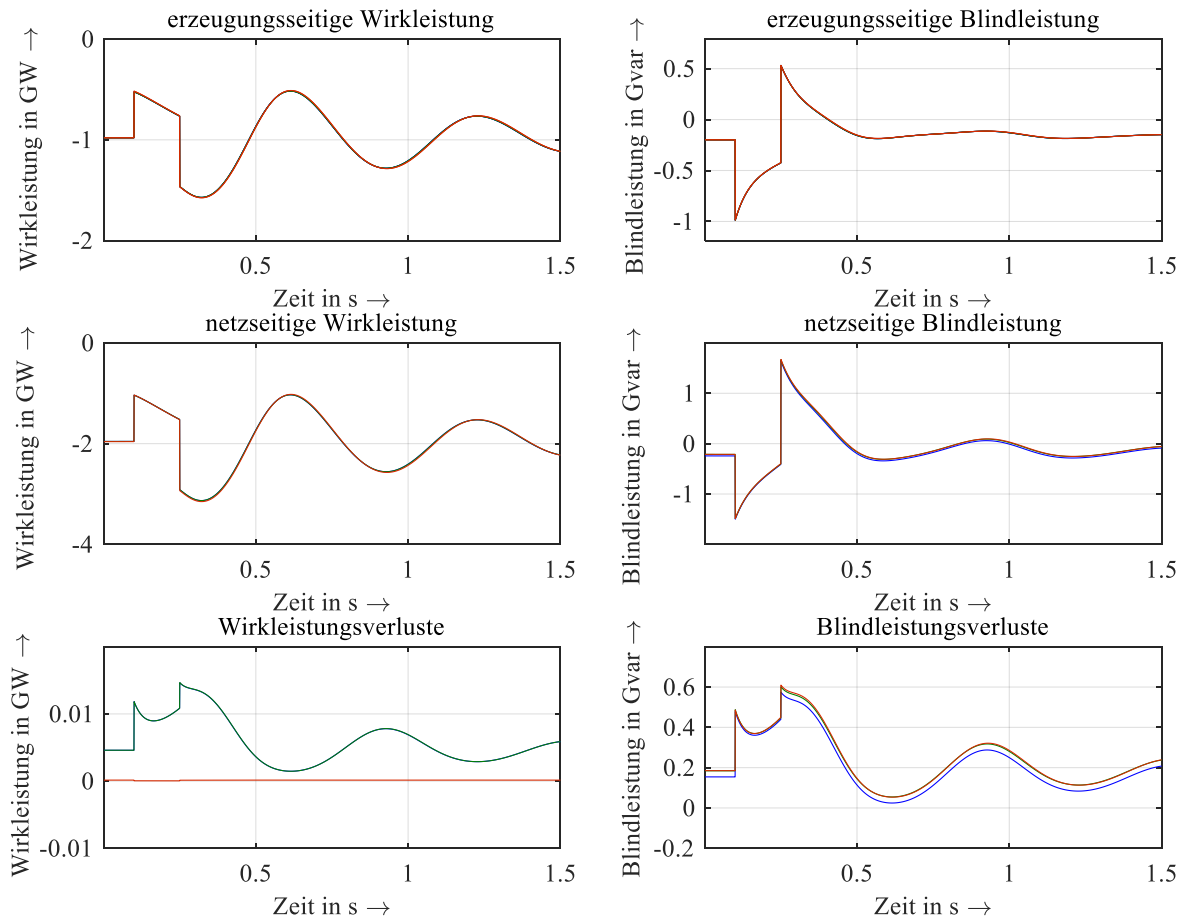 erzeugungsseitige Wirkleistung
Wirkleistung in GW →
0
-1
-2
0.5
1
1.5
Zeit in s →
erzeugungsseitige Blindleistung
Blindleistung in Gvar →
0.5
0
-0.5
-1
0.5
1
1.5
Zeit in s →
netzseitige Wirkleistung
Wirkleistung in GW →
0
-2
-4
0.5
1
1.5
Zeit in s →
netzseitige Blindleistung
Blindleistung in Gvar →
1
0
-1
0.5
1
1.5
Zeit in s →
Wirkleistungsverluste
Wirkleistung in GW →
0.01
0
-0.01
0.5
1
1.5
Zeit in s →
Blindleistungsverluste
Blindleistung in Gvar →
0.6
0.4
0.2
0
-0.2
0.5
1
1.5
Zeit in s →